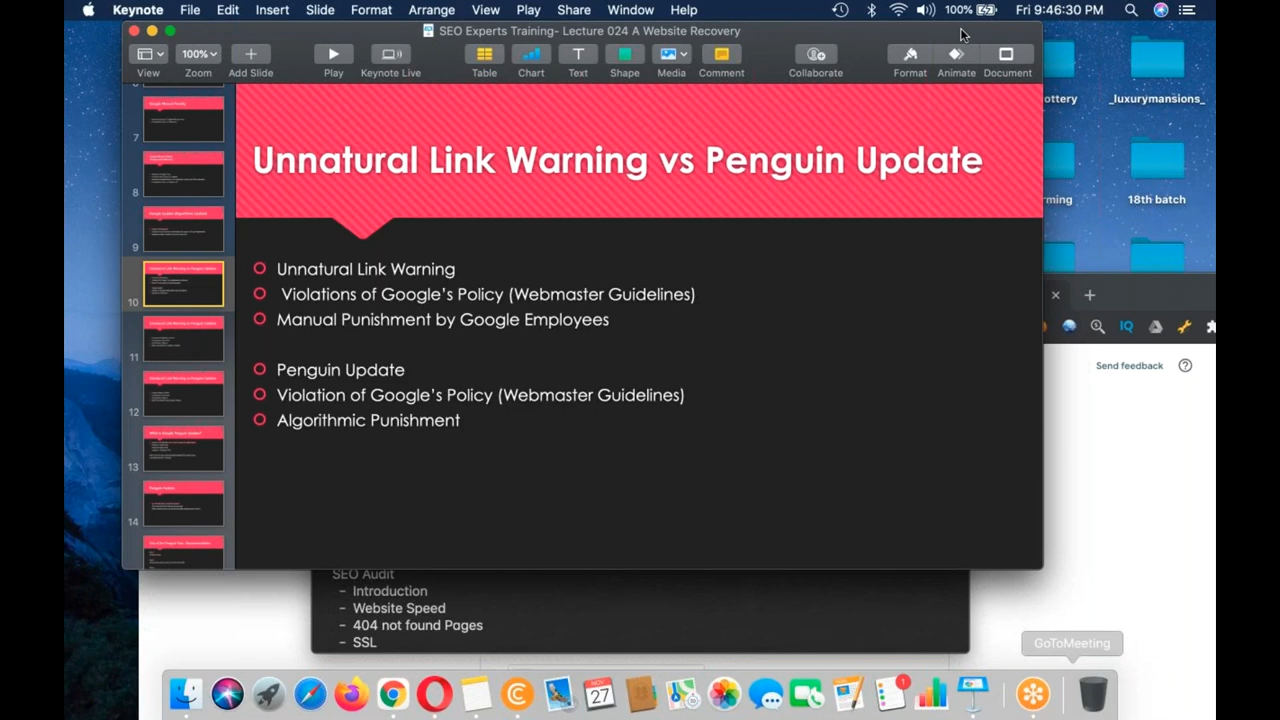 Keynote File Edit Insert Slide Format Arrange View Play Share Window Help 100% Fri 9:46:30 PM
SEO Experts Training- Lecture 024 A Website Recovery
100%
View Zoom Add Slide Play Keynote Live Table Chart Text Shape Media Comment Collaborate Format Animate Document
ottery _luxurymansions_
rming 18th batch
7
8
9
10
11
12
13
14
Unnatural Link Warning vs Penguin Update
Unnatural Link Warning
Violations of Google's Policy (Webmaster Guidelines)
Manual Punishment by Google Employees
Penguin Update
Violation of Google's Policy (Webmaster Guidelines)
Algorithmic Punishment
IQ
Send feedback
SEO Audit
- Introduction
- Website Speed
- 404 not found Pages
- SSL
GoToMeeting
NOV
27
1